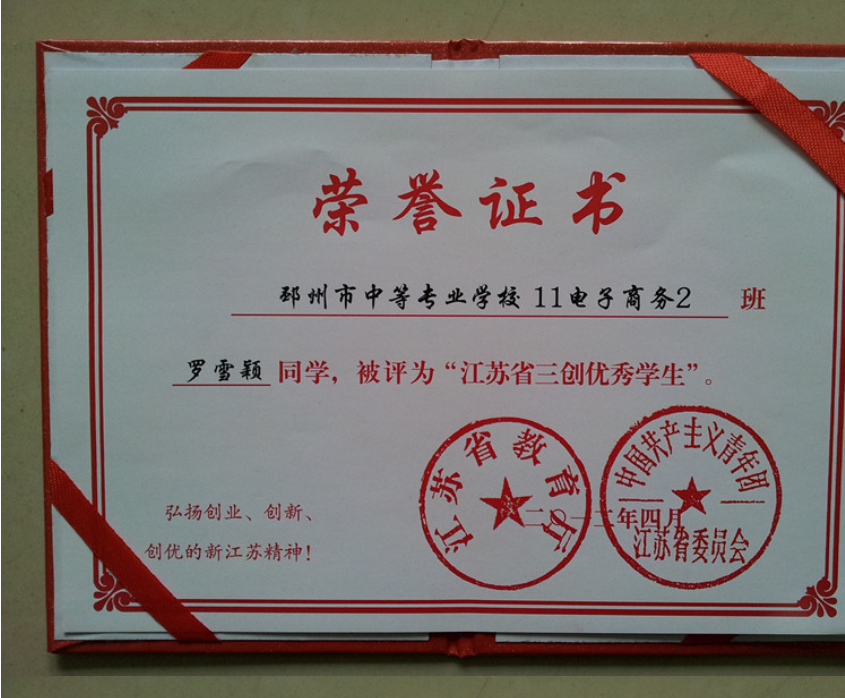 荣誉证书
邳州市中等专业学校 11电子商务2 班
罗雪颖 同学，被评为“江苏省三创优秀学生”。
弘扬创业、创新、
创优的新江苏精神！
江苏省教育厅
中国共产主义青年团
江苏省委员会
二〇一二年四月